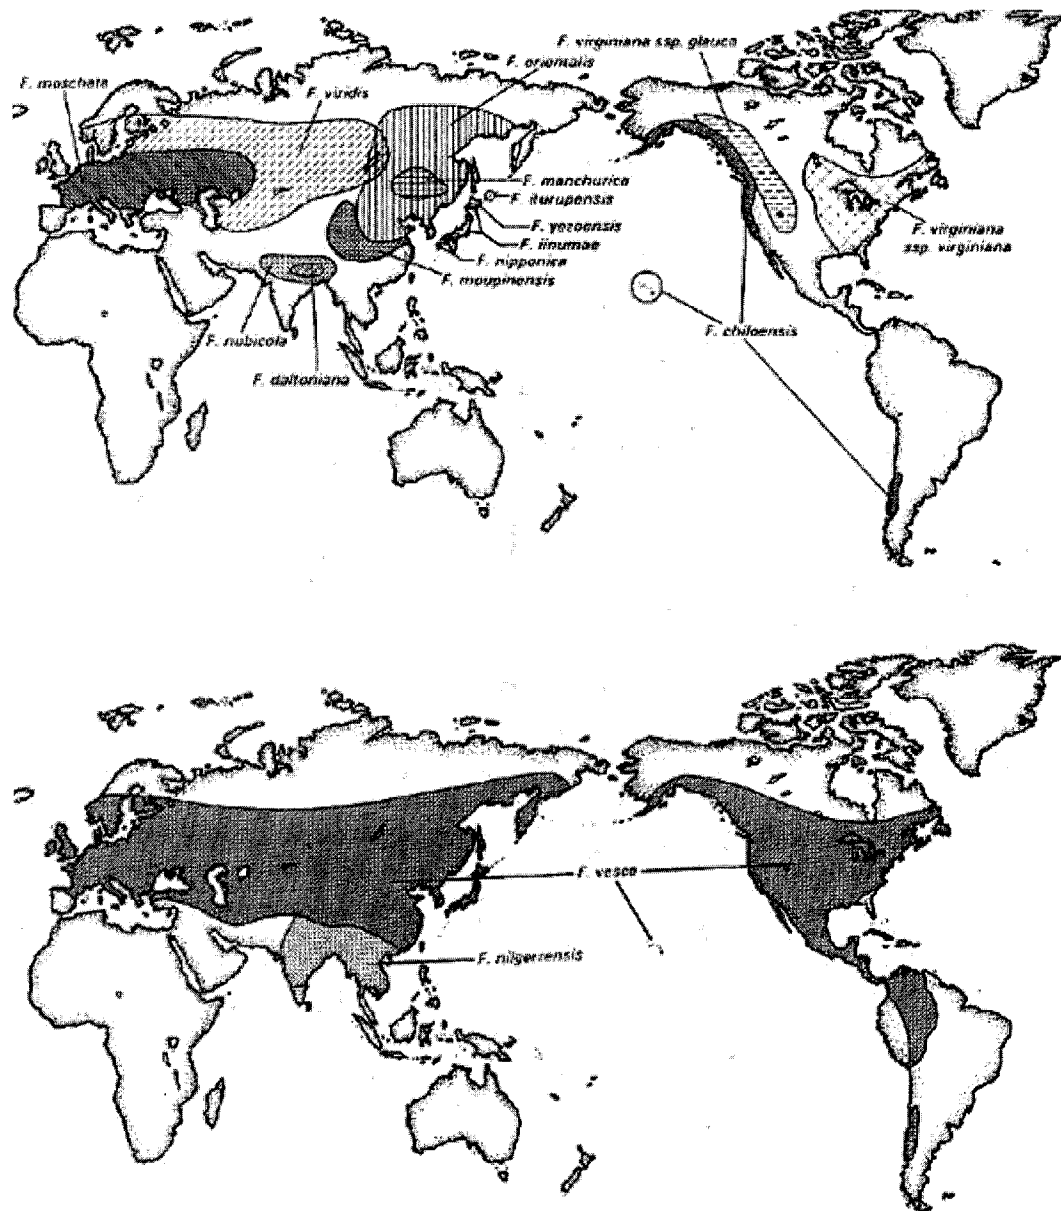 F. virginiana ssp. glauca
F. orientalis
F. moschata
F. viridis
F. manchurica
F. iturupensis
F. yezoensis
F. iinumae
F. nipponica
F. moupinensis
F. virginiana
ssp. virginiana
F. chiloensis
F. nubicola
F. daltoniana
F. vesca
F. nilgerrensis